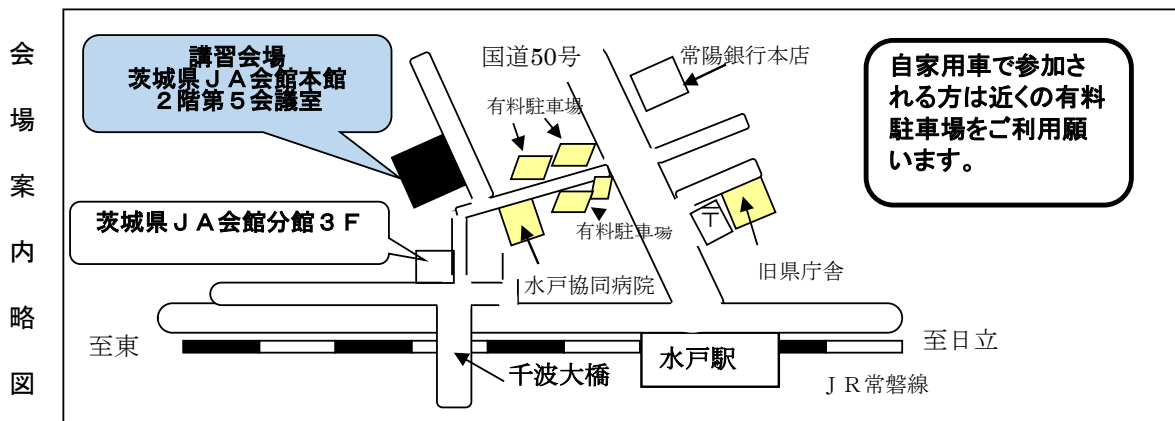 会場案内略図
講習会場
茨城県ＪＡ会館本館
２階第５会議室
国道50号
常陽銀行本店
自家用車で参加さ
れる方は近くの有料
駐車場をご利用願
います。
有料駐車場
茨城県ＪＡ会館分館３Ｆ
〒
有料駐車場
水戸協同病院
旧県庁舎
至東
千波大橋
水戸駅
至日立
ＪＲ常磐線